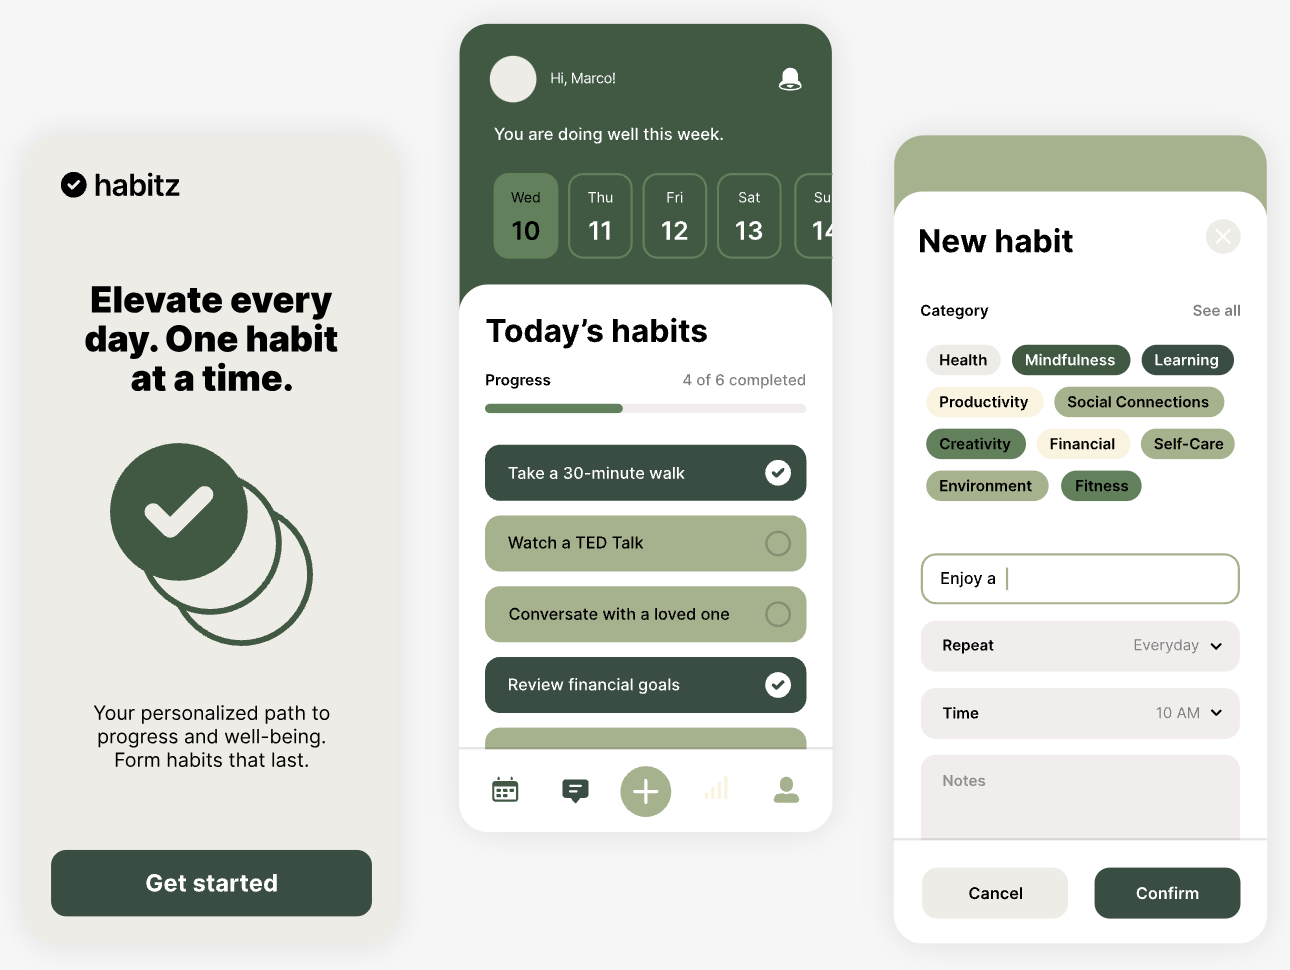 habitz
Elevate every
day. One habit
at a time.
Your personalized path to
progress and well-being.
Form habits that last.
Get started
Hi, Marco!
You are doing well this week.
Wed Thu Fri Sat Su
10 11 12 13 14
Today’s habits
Progress 4 of 6 completed
Take a 30-minute walk
Watch a TED Talk
Conversate with a loved one
Review financial goals
New habit
Category See all
Health Mindfulness Learning
Productivity Social Connections
Creativity Financial Self-Care
Environment Fitness
Enjoy a
Repeat Everyday
Time 10 AM
Notes
Cancel Confirm